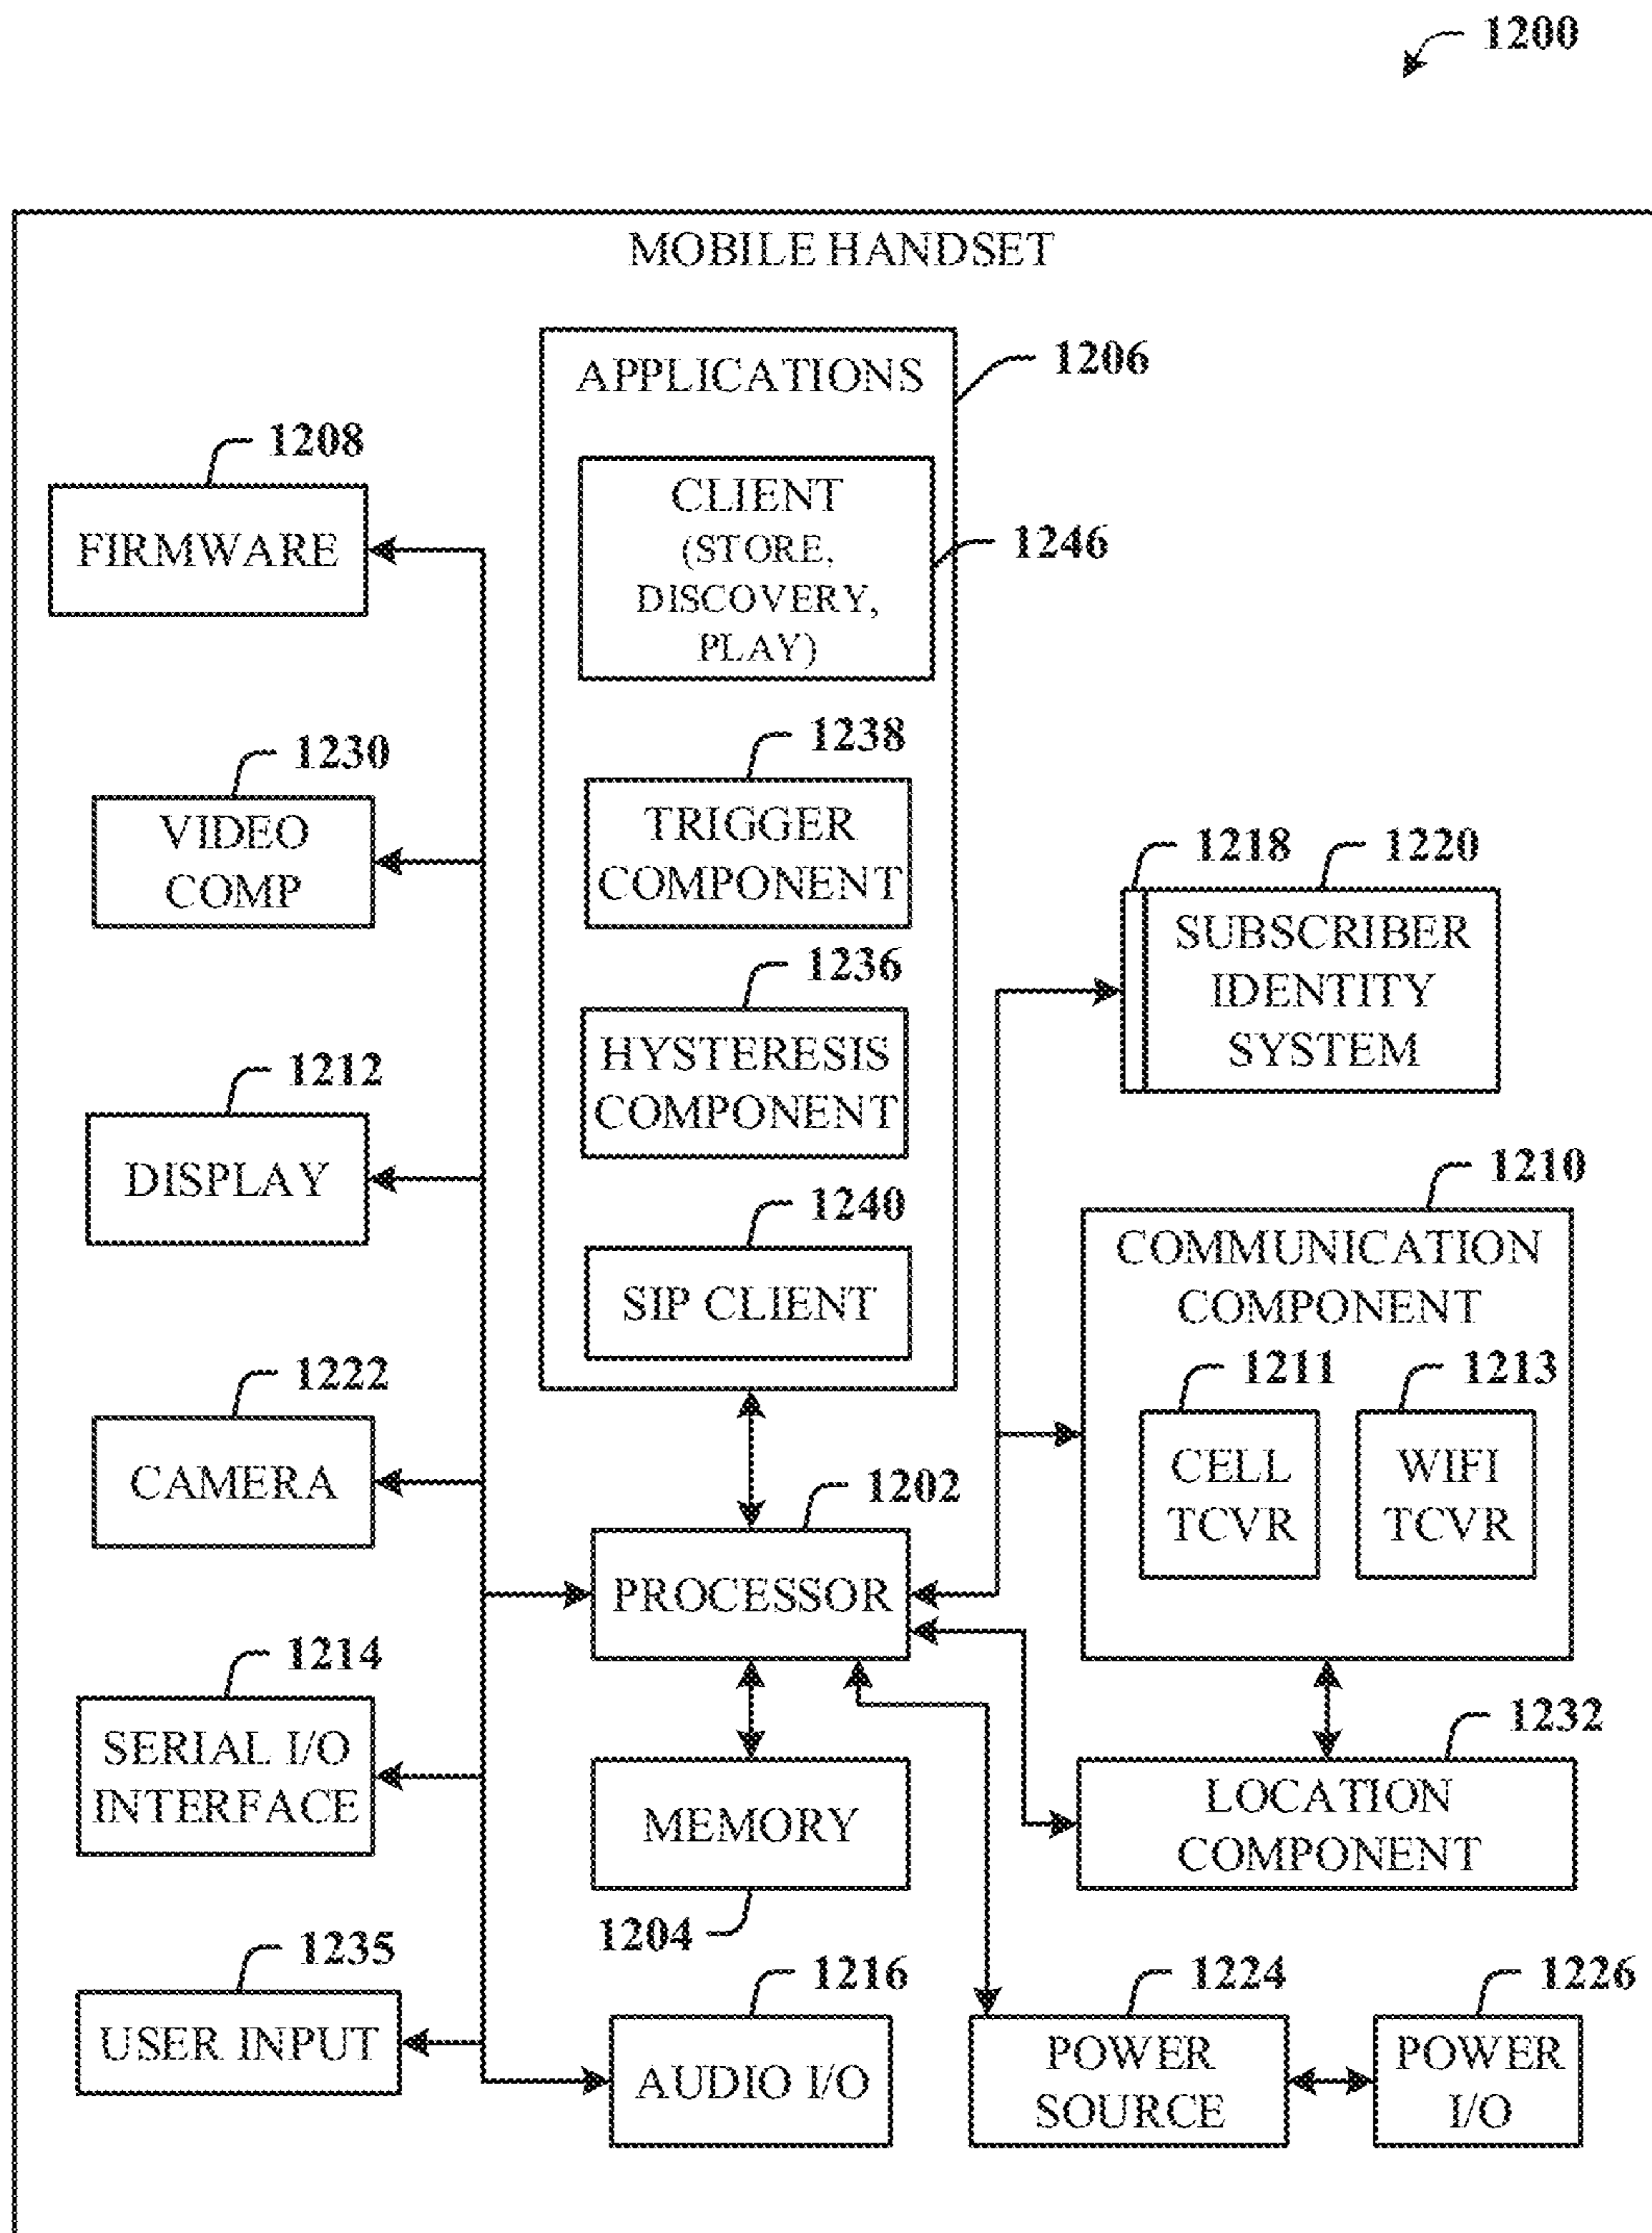 1200
MOBILE HANDSET
APPLICATIONS
1206
CLIENT
(STORE,
DISCOVERY,
PLAY)
1246
1208
FIRMWARE
1230
VIDEO
COMP
1238
TRIGGER
COMPONENT
1218
1220
SUBSCRIBER
IDENTITY
SYSTEM
1236
HYSTERESIS
COMPONENT
1212
DISPLAY
1240
SIP CLIENT
1210
COMMUNICATION
COMPONENT
1211
CELL
TCVR
1213
WIFI
TCVR
1222
CAMERA
1202
PROCESSOR
1214
SERIAL I/O
INTERFACE
MEMORY
1204
1232
LOCATION
COMPONENT
1235
USER INPUT
1216
AUDIO I/O
1224
POWER
SOURCE
1226
POWER
I/O